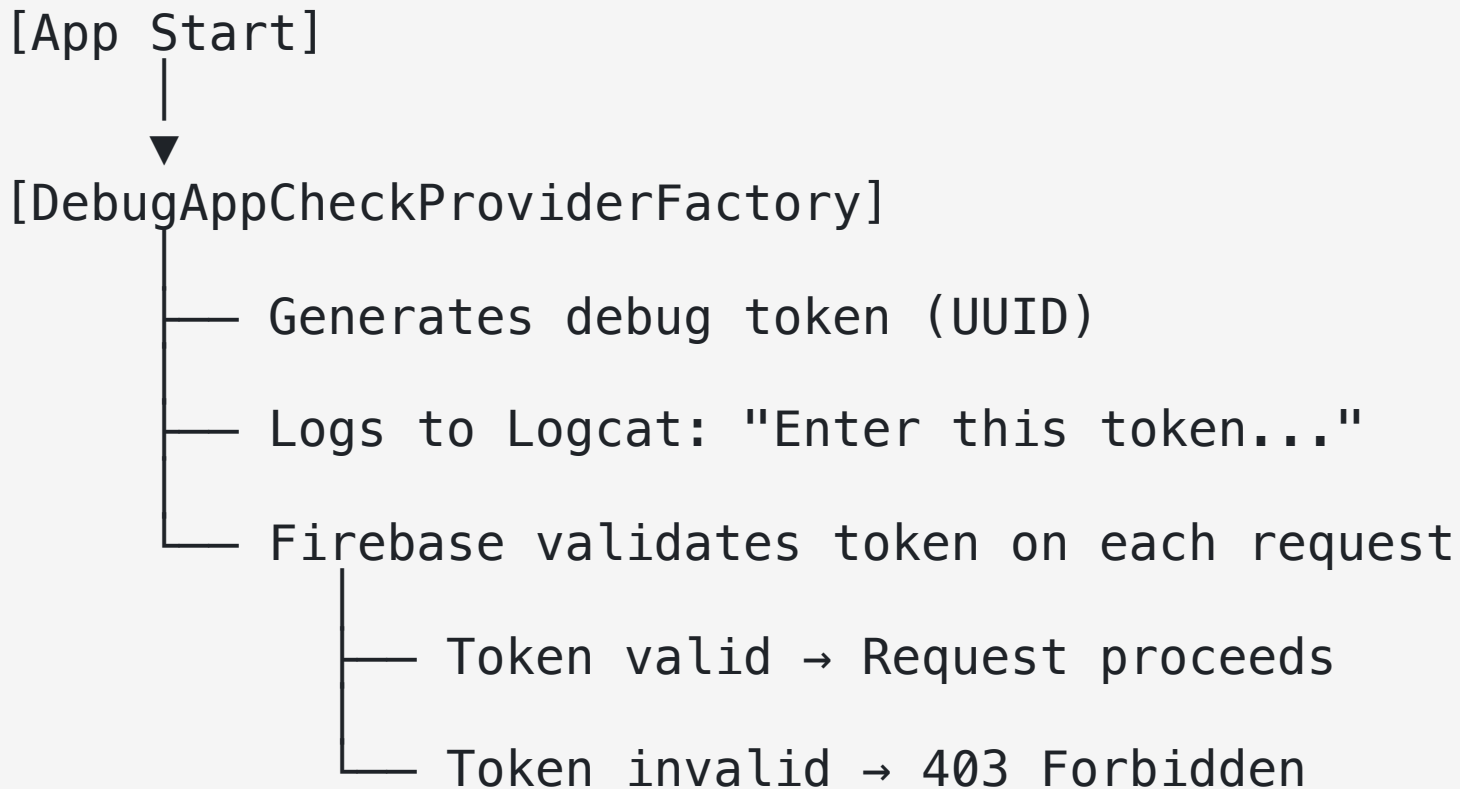 [App Start]
[DebugAppCheckProviderFactory]
Generates debug token (UUID)
Logs to Logcat: "Enter this token..."
Firebase validates token on each request
Token valid → Request proceeds
Token invalid → 403 Forbidden